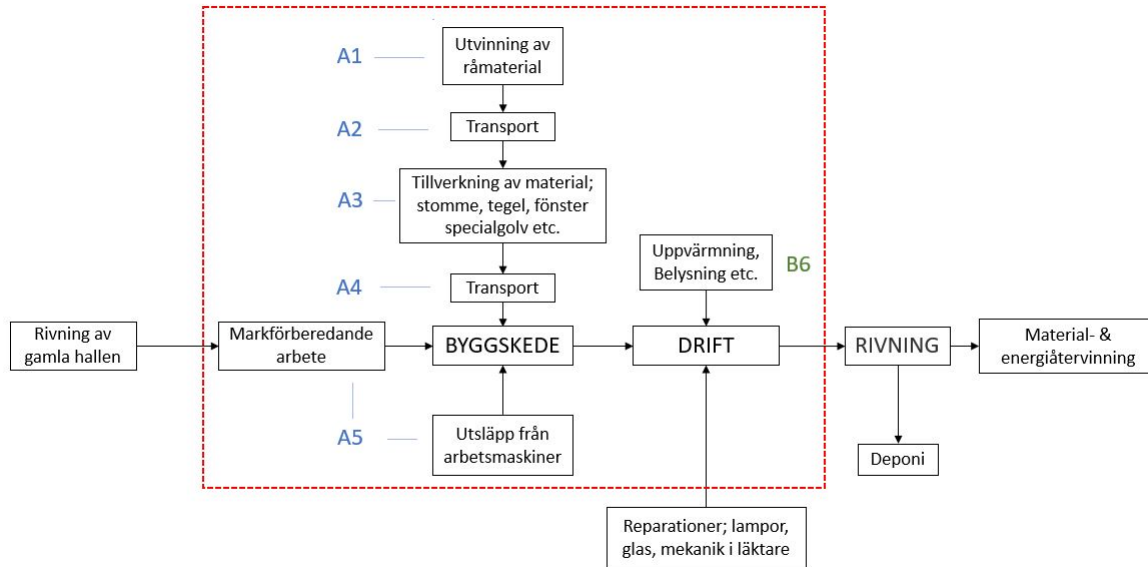 A1
Utvinning av
råmaterial
A2
Transport
A3
Tillverkning av material;
stomme, tegel, fönster
specialgolv etc.
Uppvärmning,
Belysning etc.
B6
A4
Transport
Rivning av
gamla hallen
Markförberedande
arbete
BYGGSKEDE
DRIFT
RIVNING
Material- &
energiåtervinning
A5
Utsläpp från
arbetsmaskiner
Deponi
Reparationer; lampor,
glas, mekanik i läktare